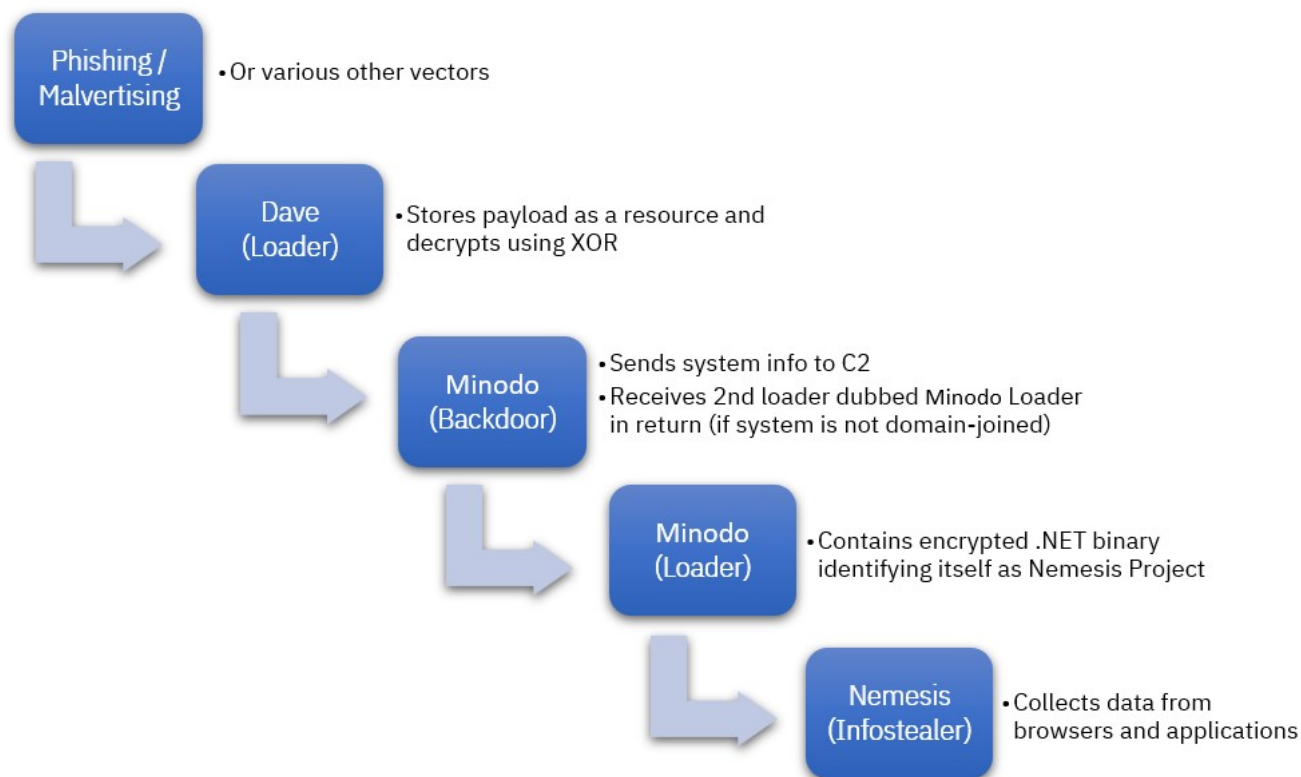 Phishing /
Malvertising
•Or various other vectors
Dave
(Loader)
•Stores payload as a resource and
decrypts using XOR
Minodo
(Backdoor)
•Sends system info to C2
•Receives 2nd loader dubbed Minodo Loader
in return (if system is not domain-joined)
Minodo
(Loader)
•Contains encrypted .NET binary
identifying itself as Nemesis Project
Nemesis
(Infostealer)
•Collects data from
browsers and applications